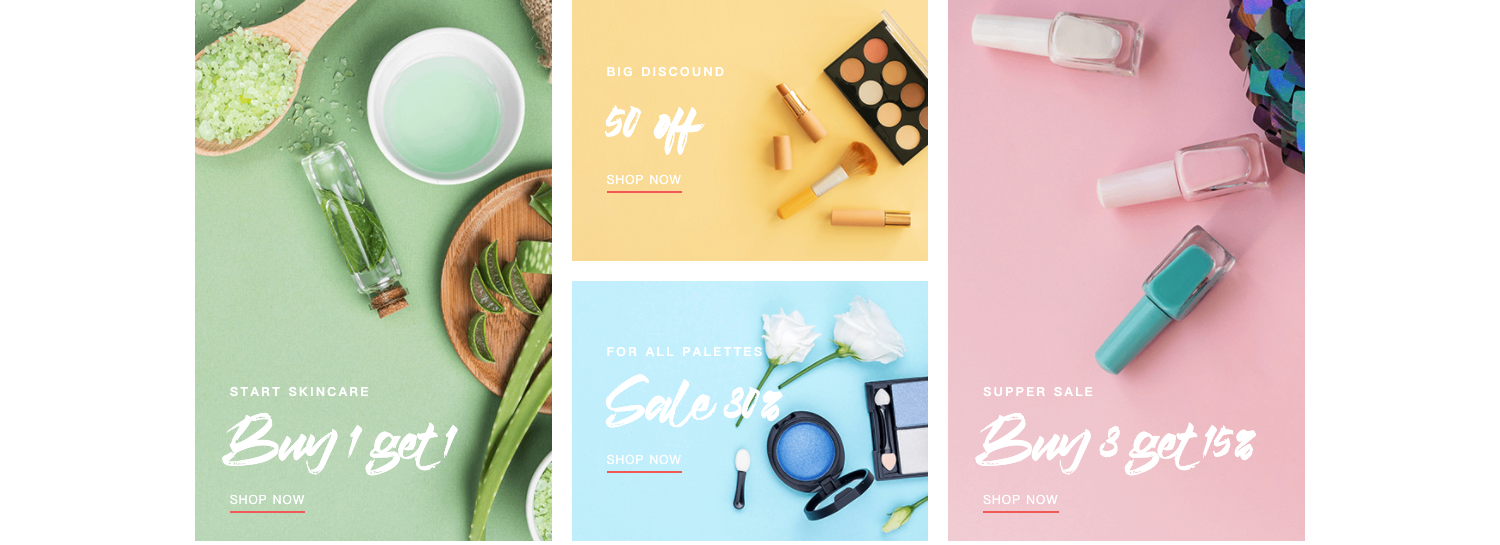 START SKINCARE
Buy 1 get 1
SHOP NOW
BIG DISCOUND
50 off
SHOP NOW
FOR ALL PALETTES
Sale 30%
SHOP NOW
SUPPER SALE
Buy 3 get 15%
SHOP NOW